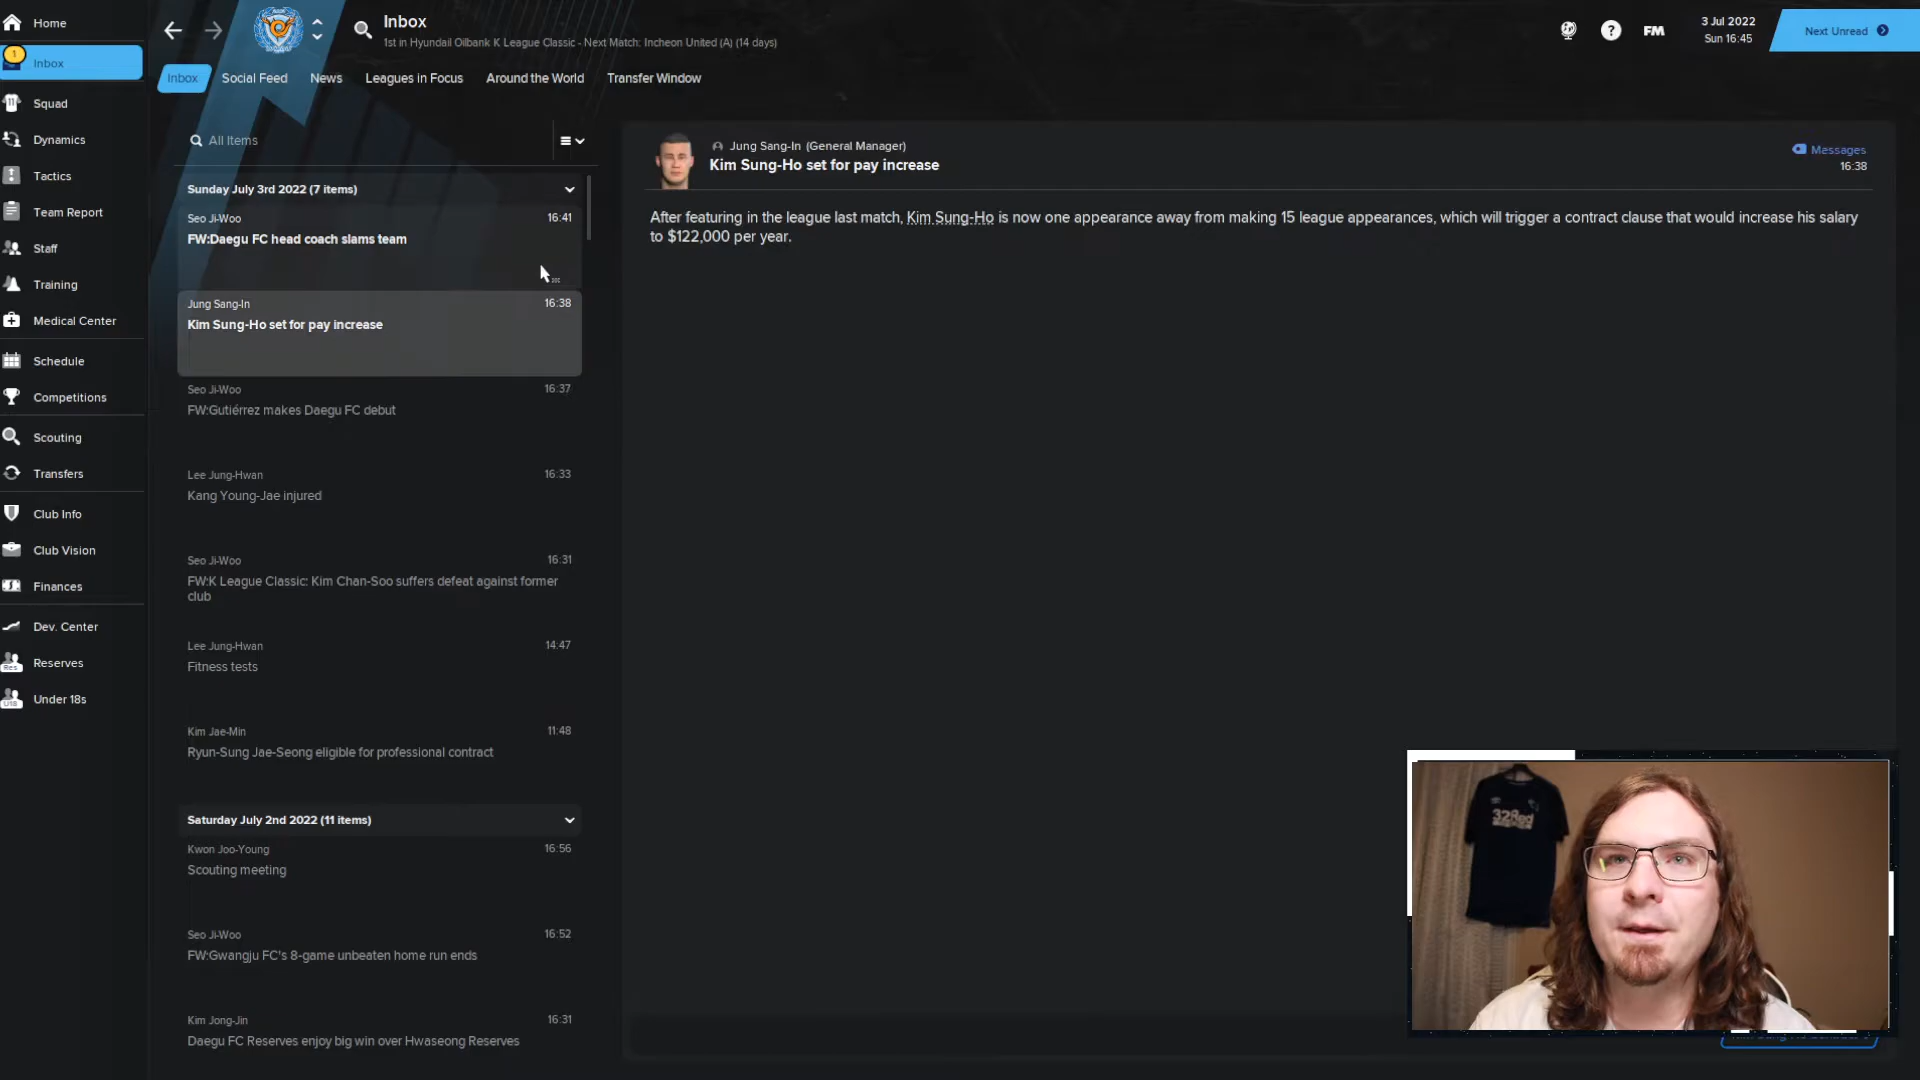 Home
1
Inbox
Squad
Dynamics
Tactics
Team Report
Staff
Training
Medical Center
Schedule
Competitions
Scouting
Transfers
Club Info
Club Vision
Finances
Dev. Center
Reserves
Under 18s
Inbox
1st in Hyundail Oilbank K League Classic - Next Match: Incheon United (A) (14 days)
FM
3 Jul 2022
Sun 16:45
Next Unread
Inbox
Social Feed
News
Leagues in Focus
Around the World
Transfer Window
All Items
Sunday July 3rd 2022 (7 items)
Seo Ji-Woo 16:41
FW:Daegu FC head coach slams team
Jung Sang-In 16:38
Kim Sung-Ho set for pay increase
Seo Ji-Woo 16:37
FW:Gutiérrez makes Daegu FC debut
Lee Jung-Hwan 16:33
Kang Young-Jae injured
Seo Ji-Woo 16:31
FW:K League Classic: Kim Chan-Soo suffers defeat against former
club
Lee Jung-Hwan 14:47
Fitness tests
Kim Jae-Min 11:48
Ryun-Sung Jae-Seong eligible for professional contract
Saturday July 2nd 2022 (11 items)
Kwon Joo-Young 16:56
Scouting meeting
Seo Ji-Woo 16:52
FW:Gwangju FC's 8-game unbeaten home run ends
Kim Jong-Jin 16:31
Daegu FC Reserves enjoy big win over Hwaseong Reserves
Jung Sang-In (General Manager)
Kim Sung-Ho set for pay increase
Messages
16:38
After featuring in the league last match, Kim Sung-Ho is now one appearance away from making 15 league appearances, which will trigger a contract clause that would increase his salary
to $122,000 per year.
32Red